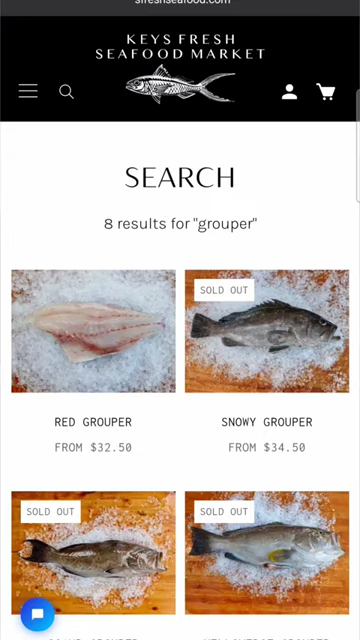 KEYS FRESH
SEAFOOD MARKET
SEARCH
8 results for "grouper"
SOLD OUT
RED GROUPER
SNOWY GROUPER
FROM $32.50
FROM $34.50
SOLD OUT
SOLD OUT